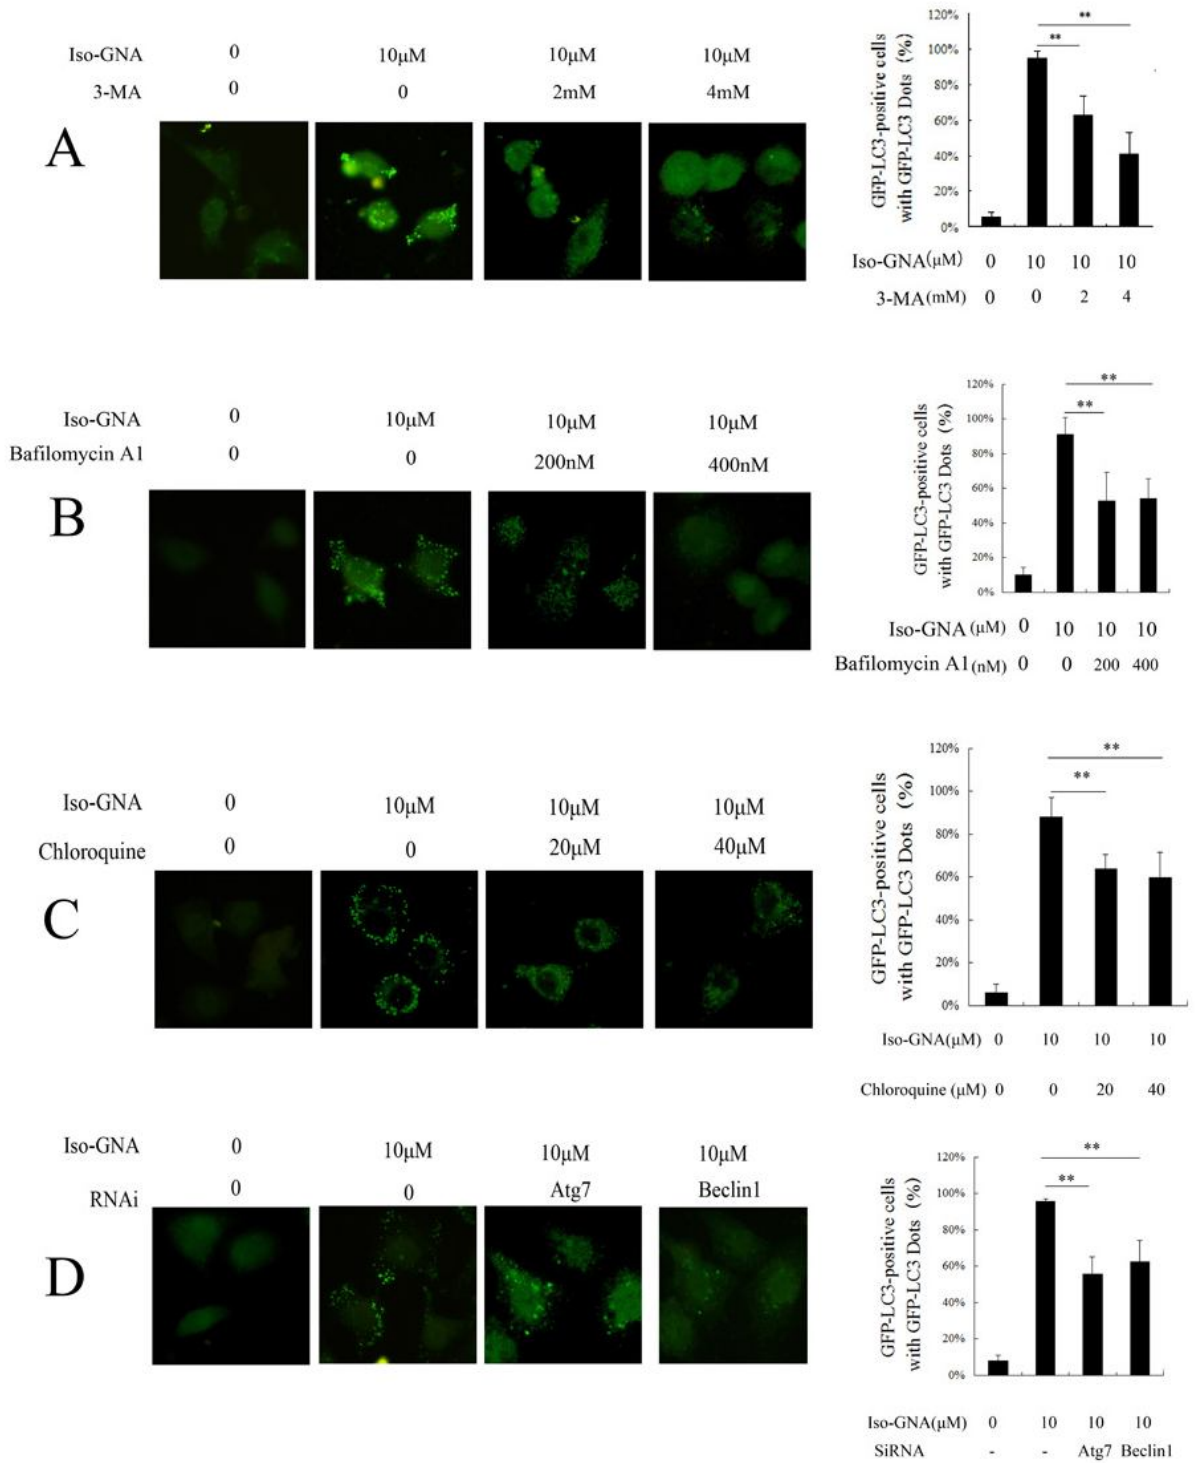 Iso-GNA 0 10μM 10μM 10μM
3-MA 0 0 2mM 4mM
A
GFP-LC3-positive cells
with GFP-LC3 Dots (%)
120%
100%
80%
60%
40%
20%
0%
**
**
Iso-GNA(μM) 0 10 10 10
3-MA(mM) 0 0 2 4
Iso-GNA 0 10μM 10μM 10μM
Bafilomycin A1 0 0 200nM 400nM
B
GFP-LC3-positive cells
with GFP-LC3 Dots (%)
120%
100%
80%
60%
40%
20%
0%
**
**
Iso-GNA (μM) 0 10 10 10
Bafilomycin A1(nM) 0 0 200 400
Iso-GNA 0 10μM 10μM 10μM
Chloroquine 0 0 20μM 40μM
C
GFP-LC3-positive cells
with GFP-LC3 Dots (%)
120%
100%
80%
60%
40%
20%
0%
**
**
Iso-GNA(μM) 0 10 10 10
Chloroquine (μM) 0 0 20 40
Iso-GNA 0 10μM 10μM 10μM
RNAi 0 0 Atg7 Beclin1
D
GFP-LC3-positive cells
with GFP-LC3 Dots (%)
120%
100%
80%
60%
40%
20%
0%
**
**
Iso-GNA(μM) 0 10 10 10
SiRNA - - Atg7 Beclin1